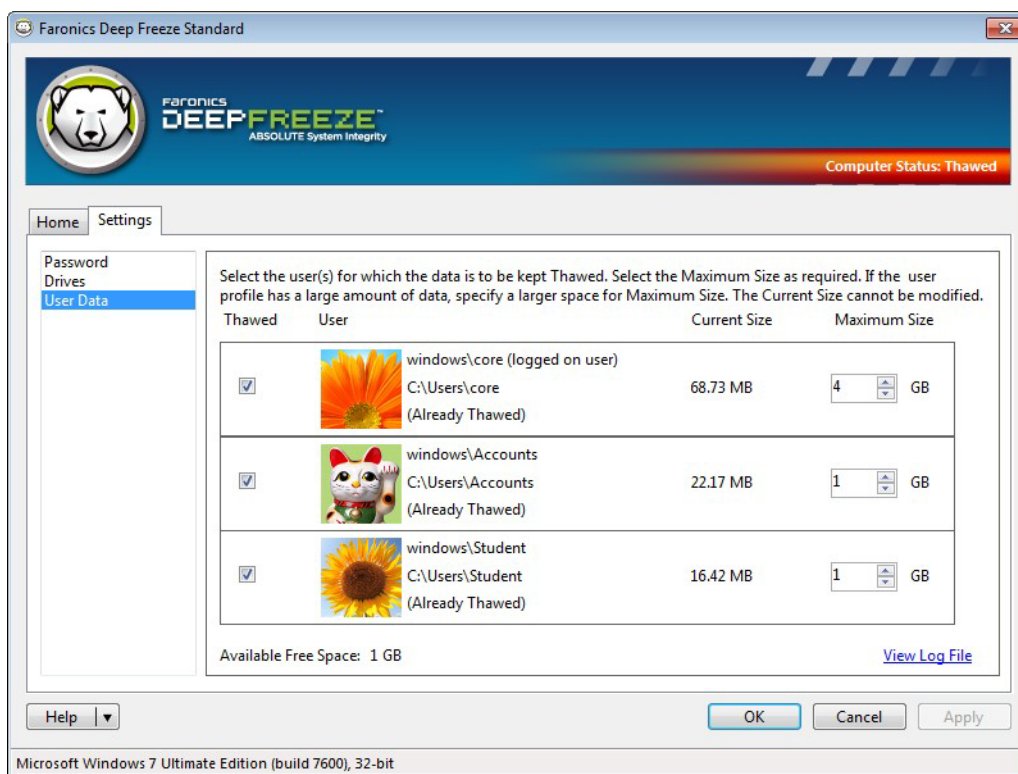 Faronics Deep Freeze Standard
FARONICS
DEEPFREEZE™
ABSOLUTE System Integrity
Computer Status: Thawed
Home Settings
Password
Drives
User Data
Select the user(s) for which the data is to be kept Thawed. Select the Maximum Size as required. If the user
profile has a large amount of data, specify a larger space for Maximum Size. The Current Size cannot be modified.
Thawed User Current Size Maximum Size
windows\core (logged on user)
C:\Users\core 68.73 MB 4 GB
(Already Thawed)
windows\Accounts
C:\Users\Accounts 22.17 MB 1 GB
(Already Thawed)
windows\Student
C:\Users\Student 16.42 MB 1 GB
(Already Thawed)
Available Free Space: 1 GB View Log File
Help OK Cancel Apply
Microsoft Windows 7 Ultimate Edition (build 7600), 32-bit